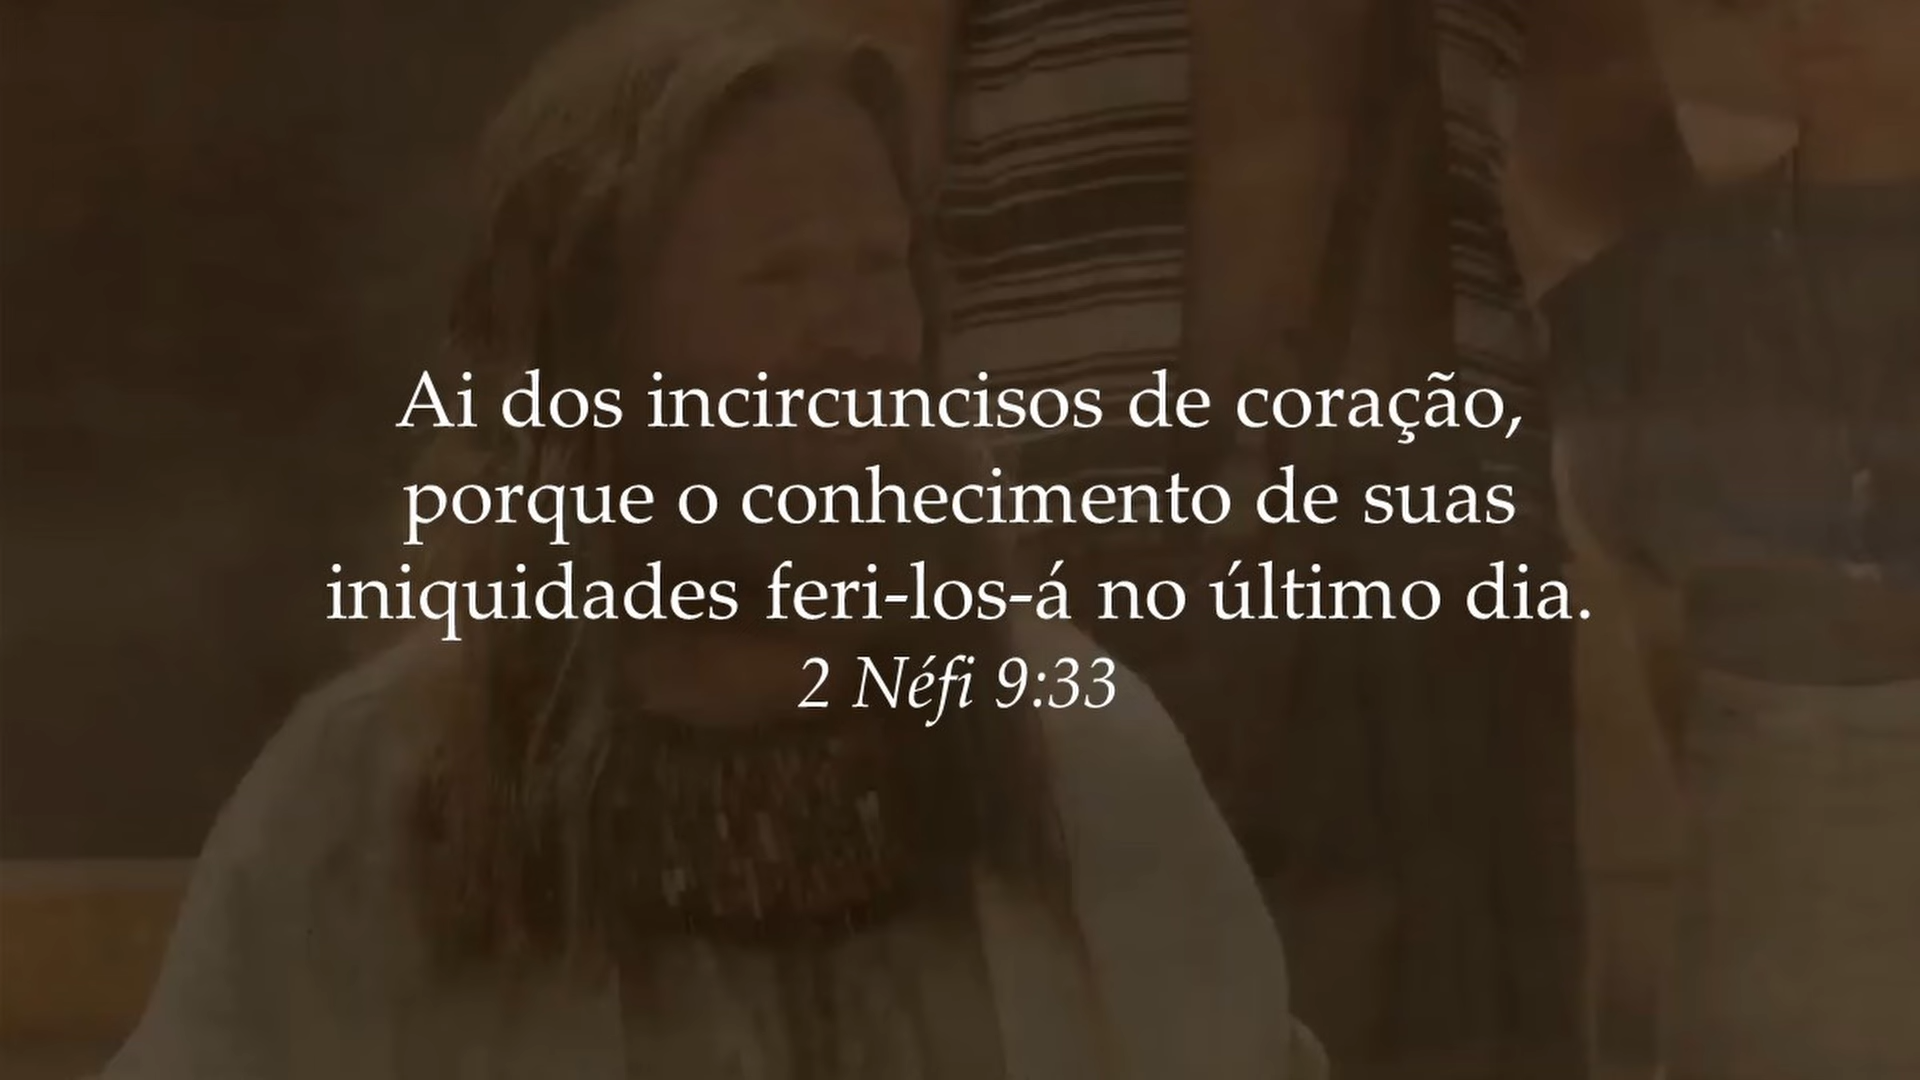 Ai dos incircuncisos de coração,
porque o conhecimento de suas
iniquidades feri-los-á no último dia.
2 Néfi 9:33